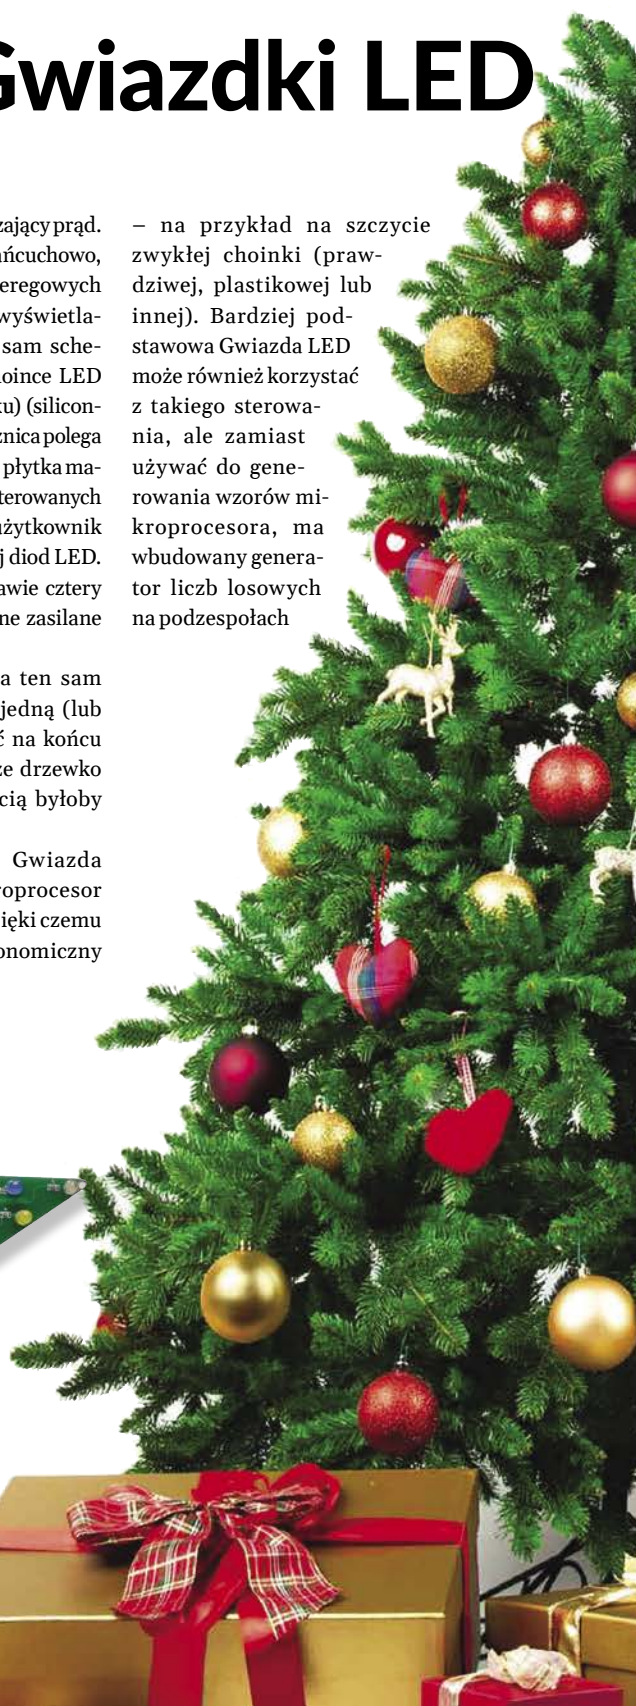 Gwiazdki LED
zający prąd.
ańcuchowo,
eregowych
wyświetla-
sam sche-
oince LED
ku) (silicon-
nica polega
płytka ma-
terowanych
użytkownik
j diod LED.
awie cztery
ne zasilane
a ten sam
jedną (lub
ć na końcu
że drzewko
cią byłoby
Gwiazda
roprocesor
ięki czemu
onomiczny
– na przykład na szczycie
zwykłej choinki (praw-
dziwej, plastikowej lub
innej). Bardziej pod-
stawowa Gwiazda LED
może również korzystać
z takiego sterowa-
nia, ale zamiast
używać do gene-
rowania wzorów mi-
kroprocesora, ma
wbudowany genera-
tor liczb losowych
na podzespołach